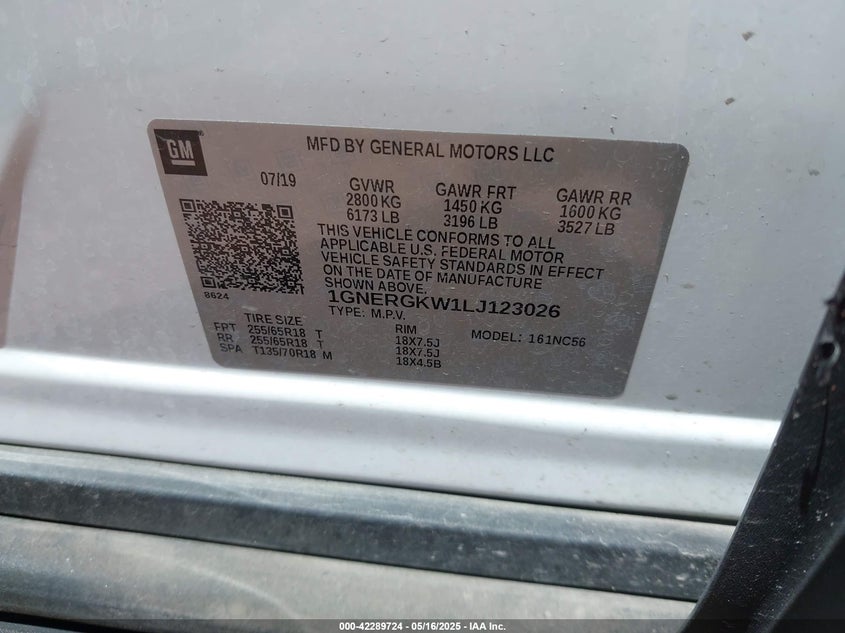 GM
MFD BY GENERAL MOTORS LLC
07/19
GVWR GAWR FRT GAWR RR
2800 KG 1450 KG 1600 KG
6173 LB 3196 LB 3527 LB
THIS VEHICLE CONFORMS TO ALL
APPLICABLE U.S. FEDERAL MOTOR
VEHICLE SAFETY STANDARDS IN EFFECT
ON THE DATE OF MANUFACTURE
SHOWN ABOVE.
8624
1GNERGKW1LJ123026
TYPE: M.P.V.
TIRE SIZE RIM MODEL: 161NC56
FRT 255/65R18 T 18X7.5J
RR 255/65R18 T 18X7.5J
SPA T135/70R18 M 18X4.5B
000-42289724 — 05/16/2025 — IAA Inc.